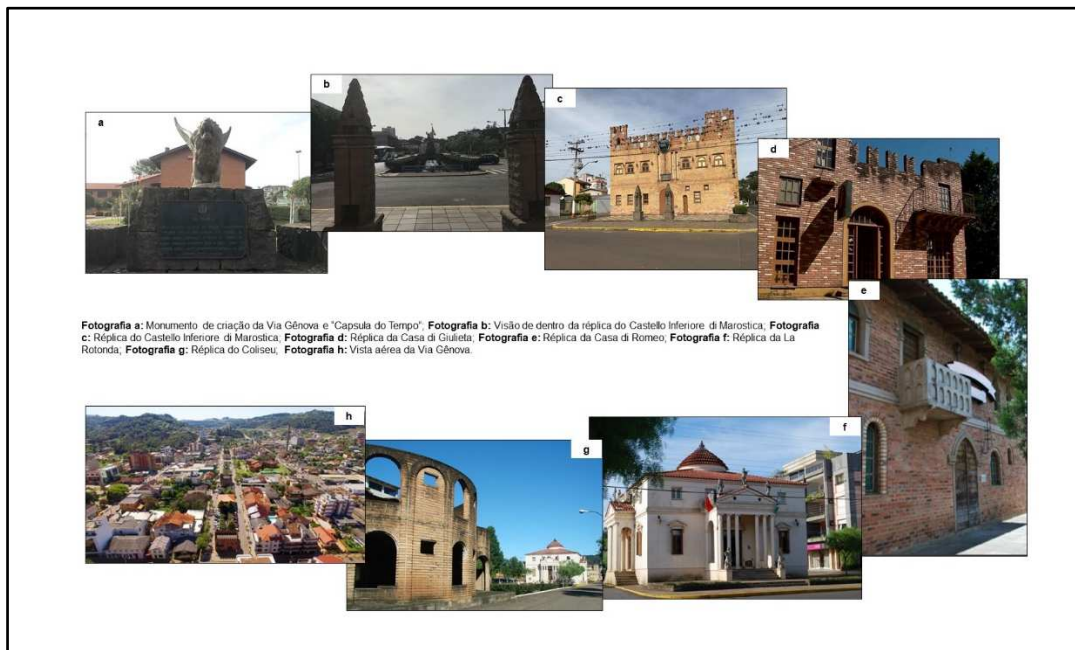 a
b
c
d
e
Fotografia a: Monumento de criação da Via Gênova e "Capsula do Tempo"; Fotografia b: Visão de dentro da réplica do Castello Inferiore di Marostica; Fotografia
c: Réplica do Castello Inferiore di Marostica; Fotografia d: Réplica da Casa di Giulieta; Fotografia e: Réplica da Casa di Romeo; Fotografia f: Réplica da La
Rotonda; Fotografia g: Réplica do Coliseu; Fotografia h: Vista aérea da Via Gênova.
h
g
f